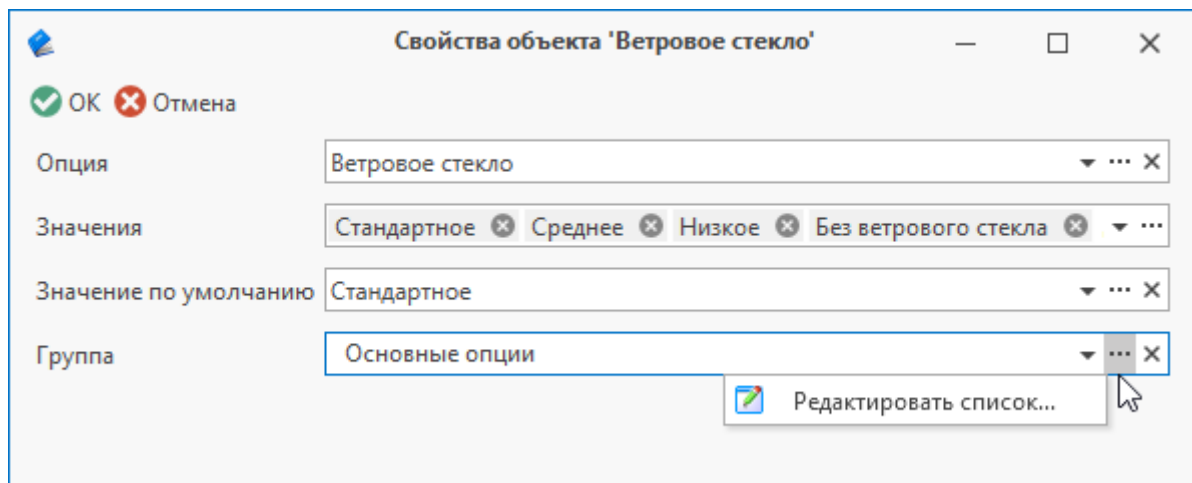 Свойства объекта 'Ветровое стекло'
ОК Отмена
Опция Ветровое стекло
Значения Стандартное Среднее Низкое Без ветрового стекла
Значение по умолчанию Стандартное
Группа Основные опции
Редактировать список...